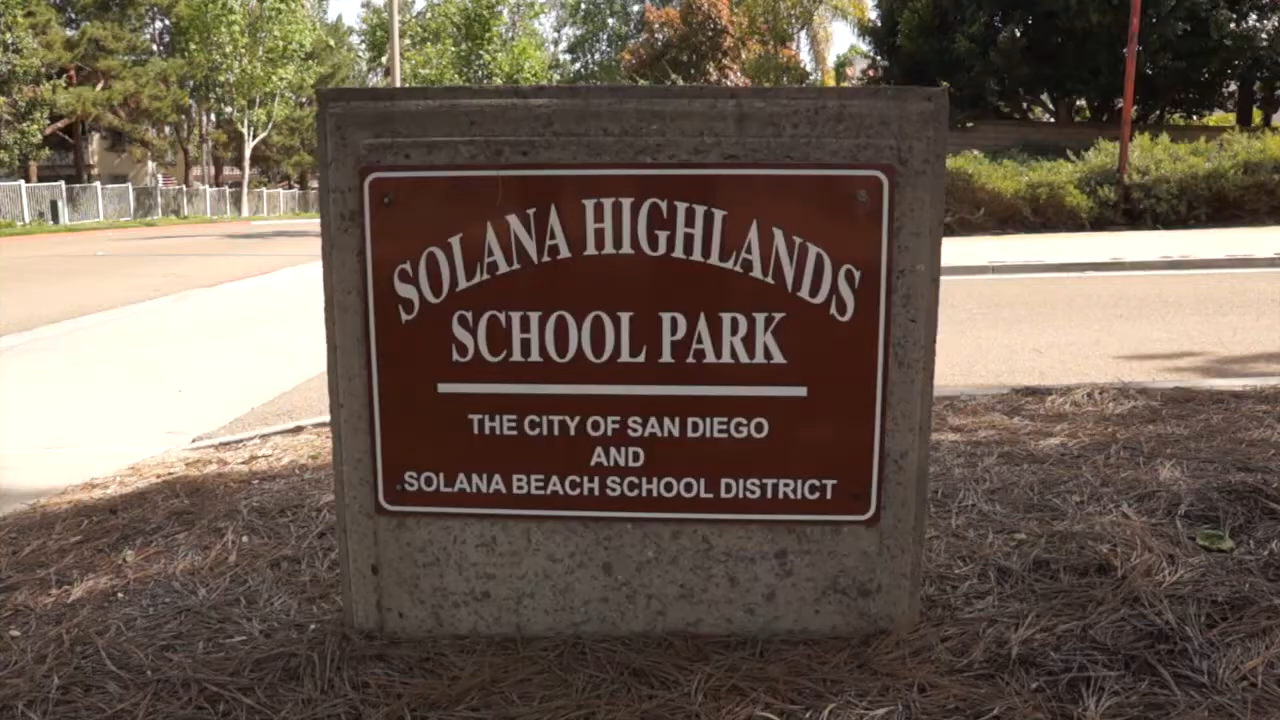 SOLANA HIGHLANDS
SCHOOL PARK
THE CITY OF SAN DIEGO
AND
SOLANA BEACH SCHOOL DISTRICT